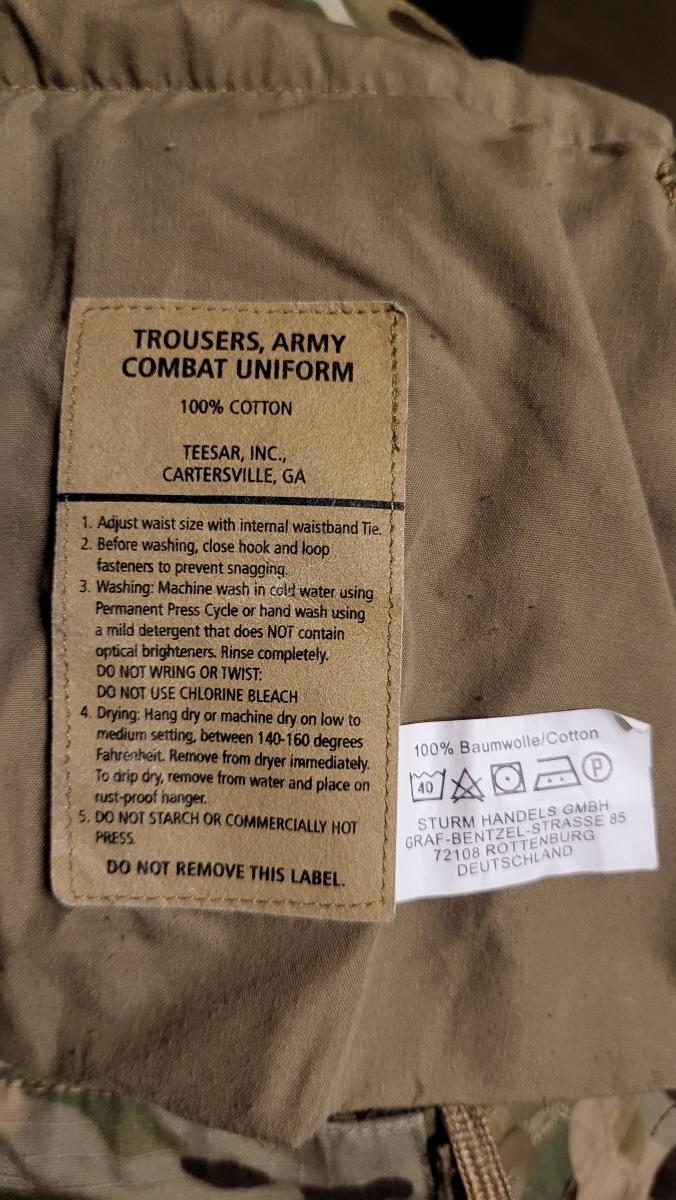 TROUSERS, ARMY
COMBAT UNIFORM
100% COTTON
TEESAR, INC.,
CARTERSVILLE, GA
1. Adjust waist size with internal waistband Tie.
2. Before washing, close hook and loop
fasteners to prevent snagging.
3. Washing: Machine wash in cold water using
Permanent Press Cycle or hand wash using
a mild detergent that does NOT contain
optical brighteners. Rinse completely.
DO NOT WRING OR TWIST:
DO NOT USE CHLORINE BLEACH
4. Drying: Hang dry or machine dry on low to
medium setting, between 140-160 degrees
Fahrenheit. Remove from dryer immediately.
To drip dry, remove from water and place on
rust-proof hanger.
5. DO NOT STARCH OR COMMERCIALLY HOT
PRESS.
DO NOT REMOVE THIS LABEL.
100% Baumwolle/Cotton
40 P
STURM HANDELS GMBH
GRAF-BENTZEL-STRASSE 85
72108 ROTTENBURG
DEUTSCHLAND